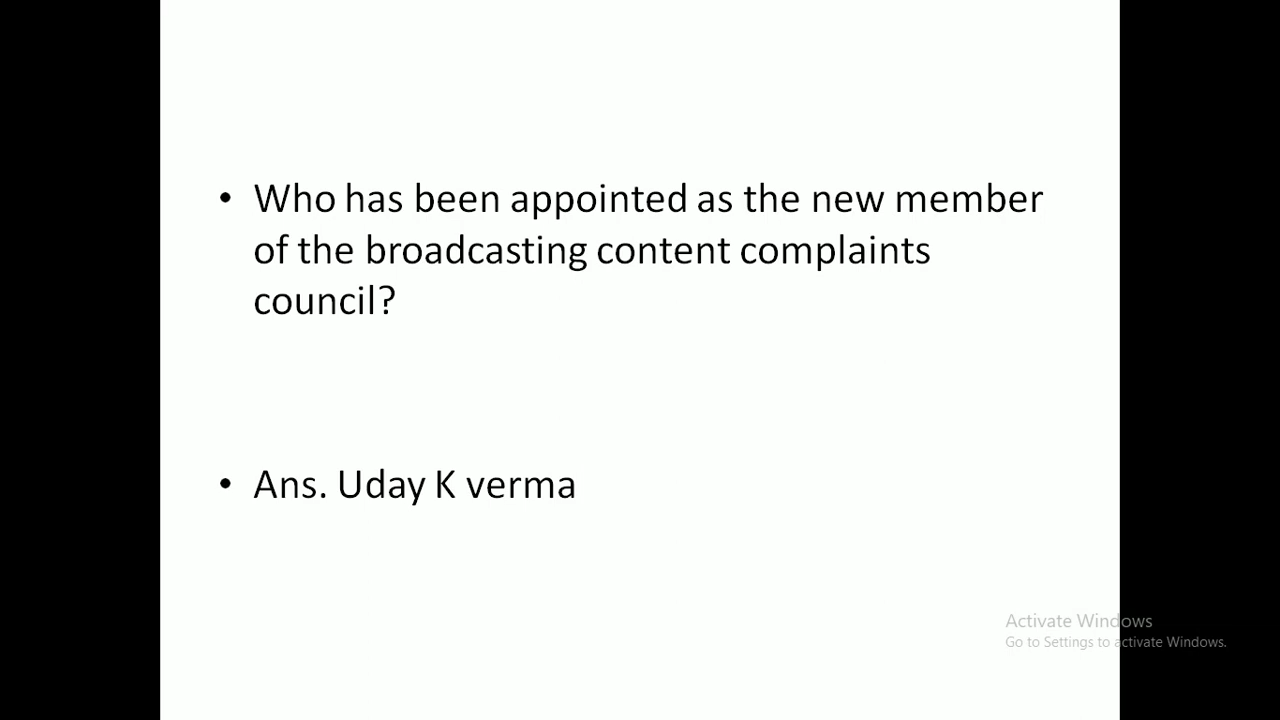 • Who has been appointed as the new member
of the broadcasting content complaints
council?
• Ans. Uday K verma
Activate Windows
Go to Settings to activate Windows.